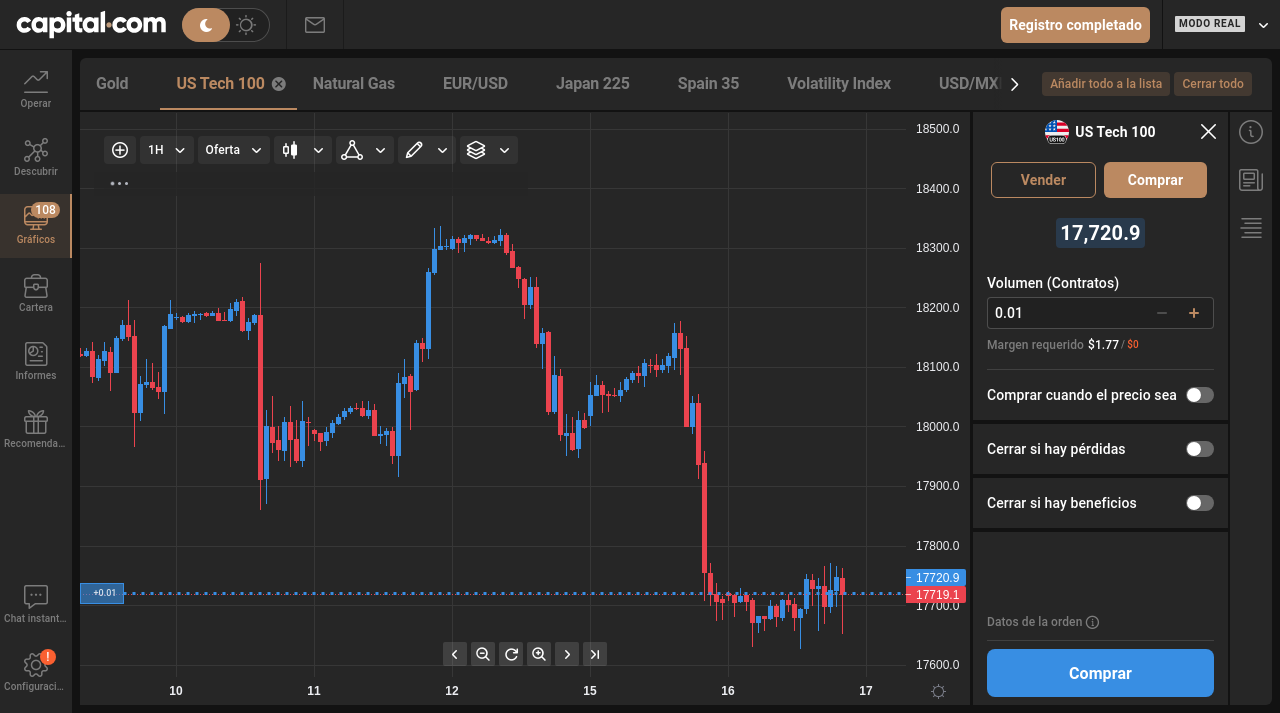 capital.com
Registro completado
MODO REAL
Operar
Descubrir
108
Gráficos
Cartera
Informes
Recomenda...
Chat instant...
!
Configuraci...
Gold
US Tech 100
Natural Gas
EUR/USD
Japan 225
Spain 35
Volatility Index
USD/MX
Añadir todo a la lista
Cerrar todo
1H
Oferta
18500.0
18400.0
18300.0
18200.0
18100.0
18000.0
17900.0
17800.0
17720.9
17719.1
17700.0
17600.0
+0.01
10
11
12
15
16
17
US100
US Tech 100
Vender
Comprar
17,720.9
Volumen (Contratos)
0.01
Margen requerido $1.77 / $0
Comprar cuando el precio sea
Cerrar si hay pérdidas
Cerrar si hay beneficios
Datos de la orden
Comprar